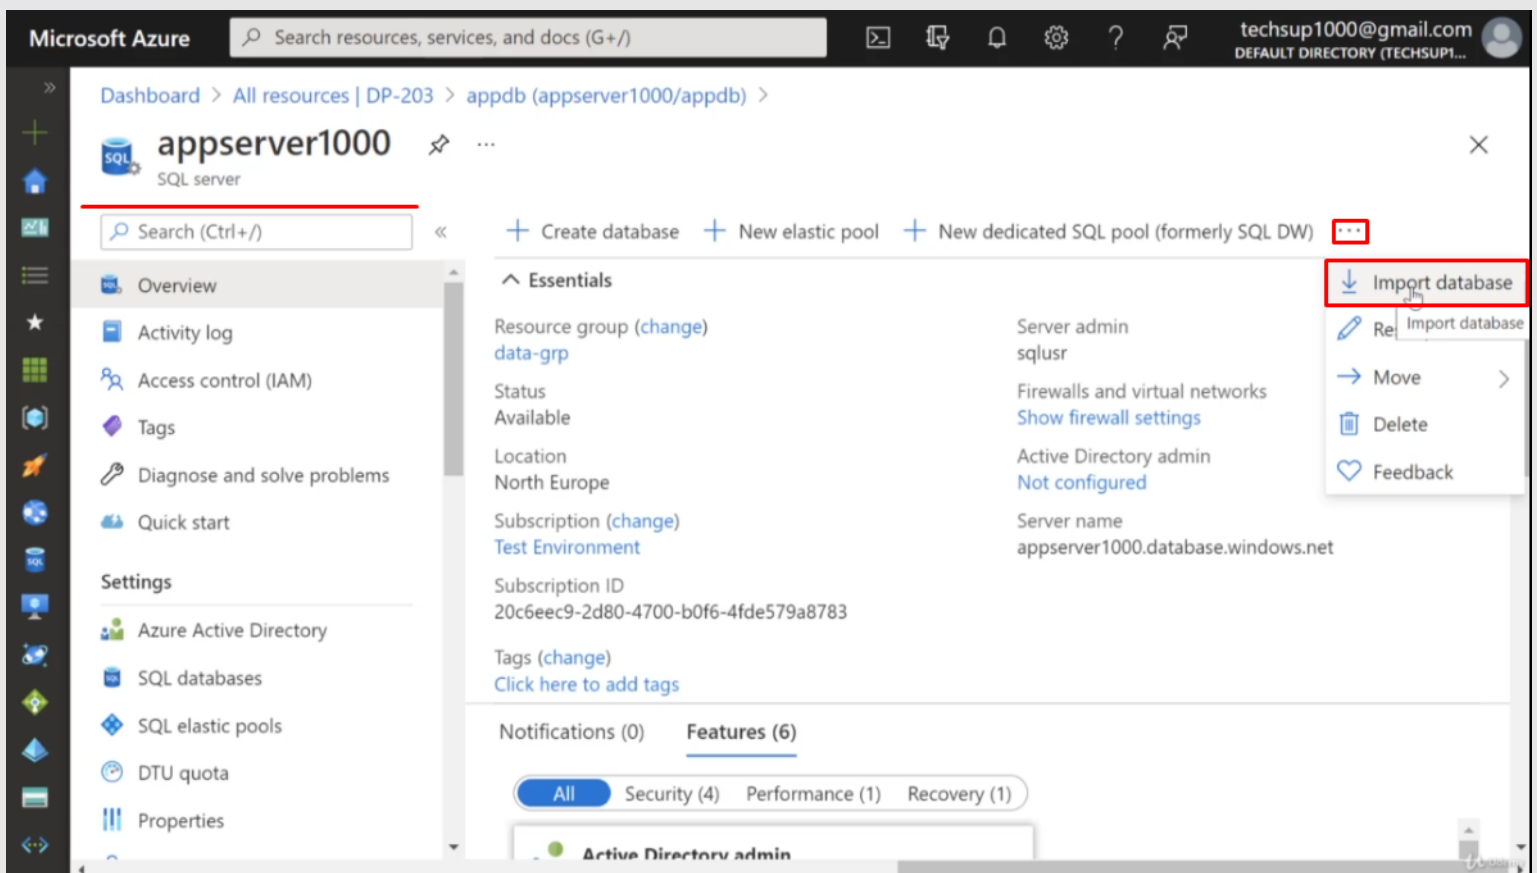 Microsoft Azure
Search resources, services, and docs (G+/)
techsup1000@gmail.com
DEFAULT DIRECTORY (TECHSUP1...
Dashboard > All resources | DP-203 > appdb (appserver1000/appdb) >
SQL
appserver1000
...
SQL server
Search (Ctrl+/)
«
Create database
New elastic pool
New dedicated SQL pool (formerly SQL DW)
...
Overview
Activity log
Access control (IAM)
Tags
Diagnose and solve problems
Quick start
Settings
Azure Active Directory
SQL databases
SQL elastic pools
DTU quota
Properties
Essentials
Resource group (change)
data-grp
Status
Available
Location
North Europe
Subscription (change)
Test Environment
Subscription ID
20c6eec9-2d80-4700-b0f6-4fde579a8783
Tags (change)
Click here to add tags
Server admin
sqlusr
Firewalls and virtual networks
Show firewall settings
Active Directory admin
Not configured
Server name
appserver1000.database.windows.net
Import database
Import database
Move
Delete
Feedback
Notifications (0)
Features (6)
All
Security (4)
Performance (1)
Recovery (1)
Active Directory admin